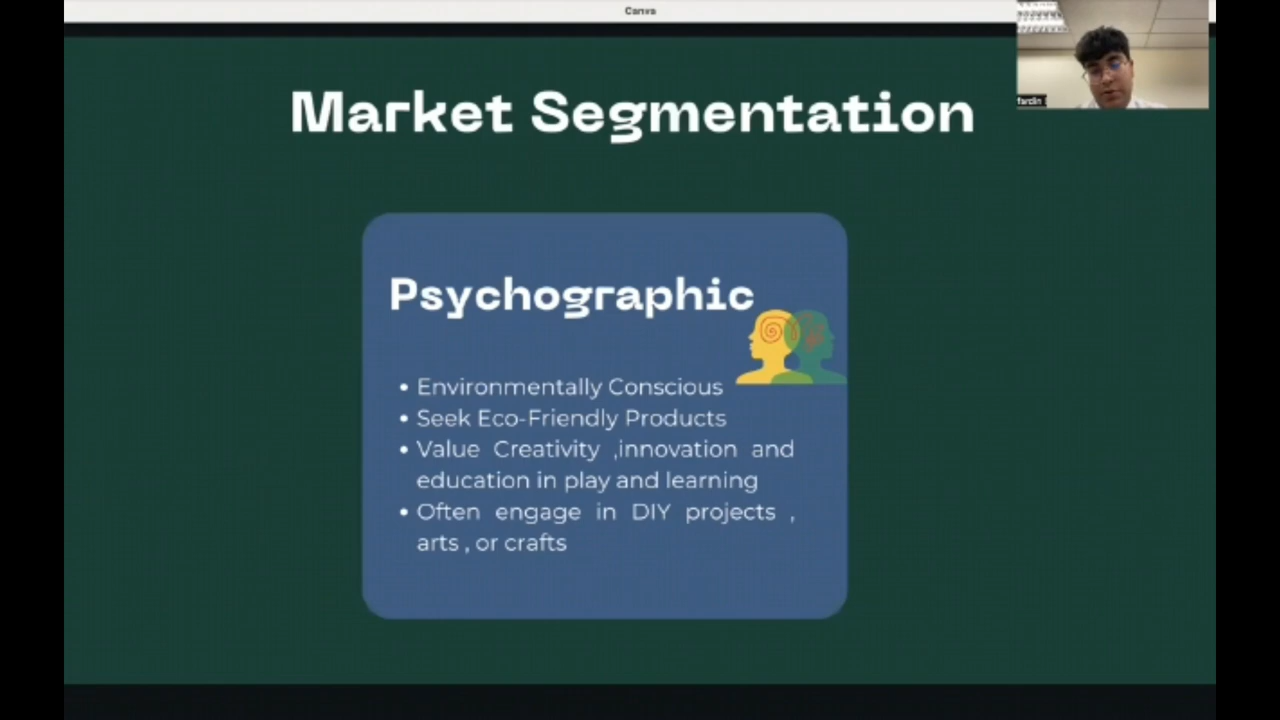 Canva
fardin
Market Segmentation
Psychographic
• Environmentally Conscious
• Seek Eco-Friendly Products
• Value Creativity ,innovation and
education in play and learning
• Often engage in DIY projects ,
arts , or crafts